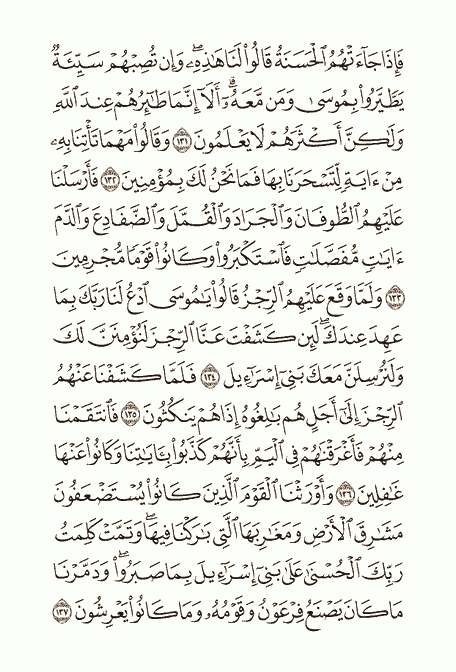 فَإِذَا جَآءَتْهُمُ ٱلْحَسَنَةُ قَالُوا۟ لَنَا هَٰذِهِۦ ۖ وَإِن تُصِبْهُمْ سَيِّئَةٌ
يَطَّيَّرُوا۟ بِمُوسَىٰ وَمَن مَّعَهُۥٓ ۗ أَلَآ إِنَّمَا طَٰٓئِرُهُمْ عِندَ ٱللَّهِ
وَلَٰكِنَّ أَكْثَرَهُمْ لَا يَعْلَمُونَ ١٣١ وَقَالُوا۟ مَهْمَا تَأْتِنَا بِهِۦ
مِنْ ءَايَةٍ لِّتَسْحَرَنَا بِهَا فَمَا نَحْنُ لَكَ بِمُؤْمِنِينَ ١٣٢ فَأَرْسَلْنَا
عَلَيْهِمُ ٱلطُّوفَانَ وَٱلْجَرَادَ وَٱلْقُمَّلَ وَٱلضَّفَادِعَ وَٱلدَّمَ
ءَايَٰتٍ مُّفَصَّلَٰتٍ فَٱسْتَكْبَرُوا۟ وَكَانُوا۟ قَوْمًا مُّجْرِمِينَ
١٣٣ وَلَمَّا وَقَعَ عَلَيْهِمُ ٱلرِّجْزُ قَالُوا۟ يَٰمُوسَى ٱدْعُ لَنَا رَبَّكَ بِمَا
عَهِدَ عِندَكَ ۖ لَئِن كَشَفْتَ عَنَّا ٱلرِّجْزَ لَنُؤْمِنَنَّ لَكَ
وَلَنُرْسِلَنَّ مَعَكَ بَنِىٓ إِسْرَٰٓءِيلَ ١٣٤ فَلَمَّا كَشَفْنَا عَنْهُمُ
ٱلرِّجْزَ إِلَىٰٓ أَجَلٍ هُم بَٰلِغُوهُ إِذَا هُمْ يَنكُثُونَ ١٣٥ فَٱنتَقَمْنَا
مِنْهُمْ فَأَغْرَقْنَٰهُمْ فِى ٱلْيَمِّ بِأَنَّهُمْ كَذَّبُوا۟ بِـَٔايَٰتِنَا وَكَانُوا۟ عَنْهَا
غَٰفِلِينَ ١٣٦ وَأَوْرَثْنَا ٱلْقَوْمَ ٱلَّذِينَ كَانُوا۟ يُسْتَضْعَفُونَ
مَشَٰرِقَ ٱلْأَرْضِ وَمَغَٰرِبَهَا ٱلَّتِى بَٰرَكْنَا فِيهَا ۖ وَتَمَّتْ كَلِمَتُ
رَبِّكَ ٱلْحُسْنَىٰ عَلَىٰ بَنِىٓ إِسْرَٰٓءِيلَ بِمَا صَبَرُوا۟ ۖ وَدَمَّرْنَا
مَا كَانَ يَصْنَعُ فِرْعَوْنُ وَقَوْمُهُۥ وَمَا كَانُوا۟ يَعْرِشُونَ ١٣٧